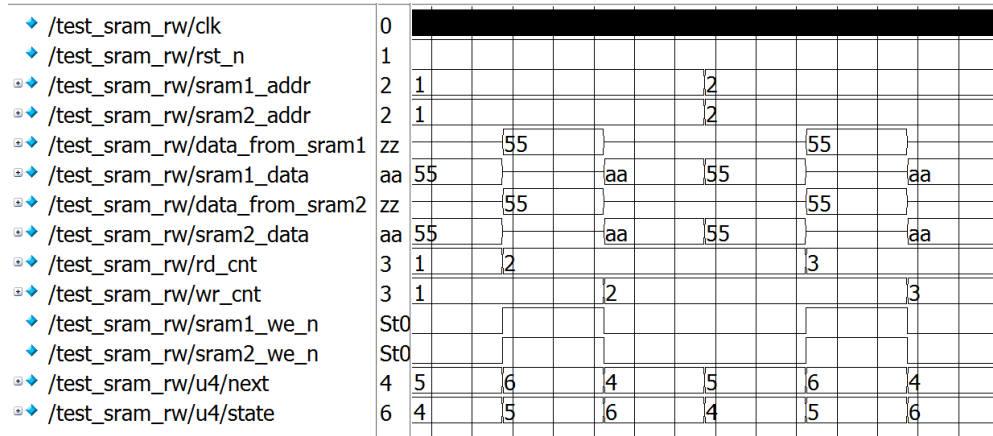 /test_sram_rw/clk 0
/test_sram_rw/rst_n 1
/test_sram_rw/sram1_addr 2 1 2
/test_sram_rw/sram2_addr 2 1 2
/test_sram_rw/data_from_sram1 zz 55 55
/test_sram_rw/sram1_data aa 55 aa 55 aa
/test_sram_rw/data_from_sram2 zz 55 55
/test_sram_rw/sram2_data aa 55 aa 55 aa
/test_sram_rw/rd_cnt 3 1 2 3
/test_sram_rw/wr_cnt 3 1 2 3
/test_sram_rw/sram1_we_n St0
/test_sram_rw/sram2_we_n St0
/test_sram_rw/u4/next 4 5 6 4 5 6 4
/test_sram_rw/u4/state 6 4 5 6 4 5 6